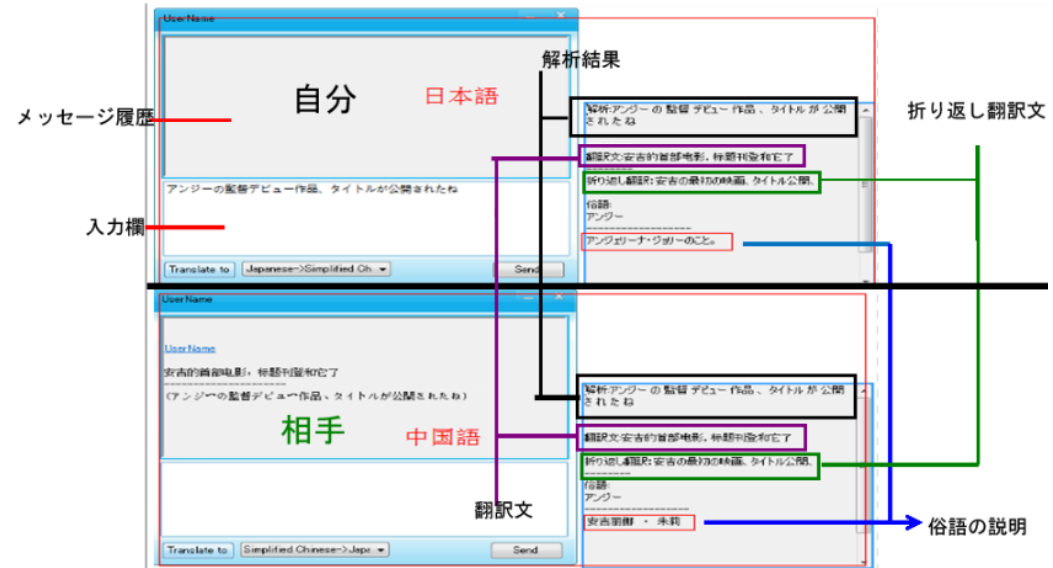 UserName
解析結果
自分
日本語
メッセージ履歴
解析:アンジー の 監督 デビュー 作品 、 タイトル が 公開
され た ね
折り返し翻訳文
翻訳文:安吉的首部电影，标题刊登和它了
--------
折り返し翻訳: 安吉の最初の映画、タイトル公開、
アンジーの監督デビュー作品、タイトルが公開されたね
俗語:
アンジー
------------------
入力欄
アンジェリーナ・ジョリーのこと。
Translate to
Japanese->Simplified Ch
Send
UserName
UserName
安吉的首部电影，标题刊登和它了
--------------------
(アンジーの監督デビュー作品、タイトルが公開されたね)
解析:アンジー の 監督 デビュー 作品 、 タイトル が 公開
され た ね
相手
中国語
翻訳文:安吉的首部电影，标题刊登和它了
折り返し翻訳: 安吉の最初の映画、タイトル公開、
--------
俗語:
アンジー
------------------
翻訳文
安吉丽娜 ・ 朱莉
俗語の説明
Translate to
Simplified Chinese->Japa
Send